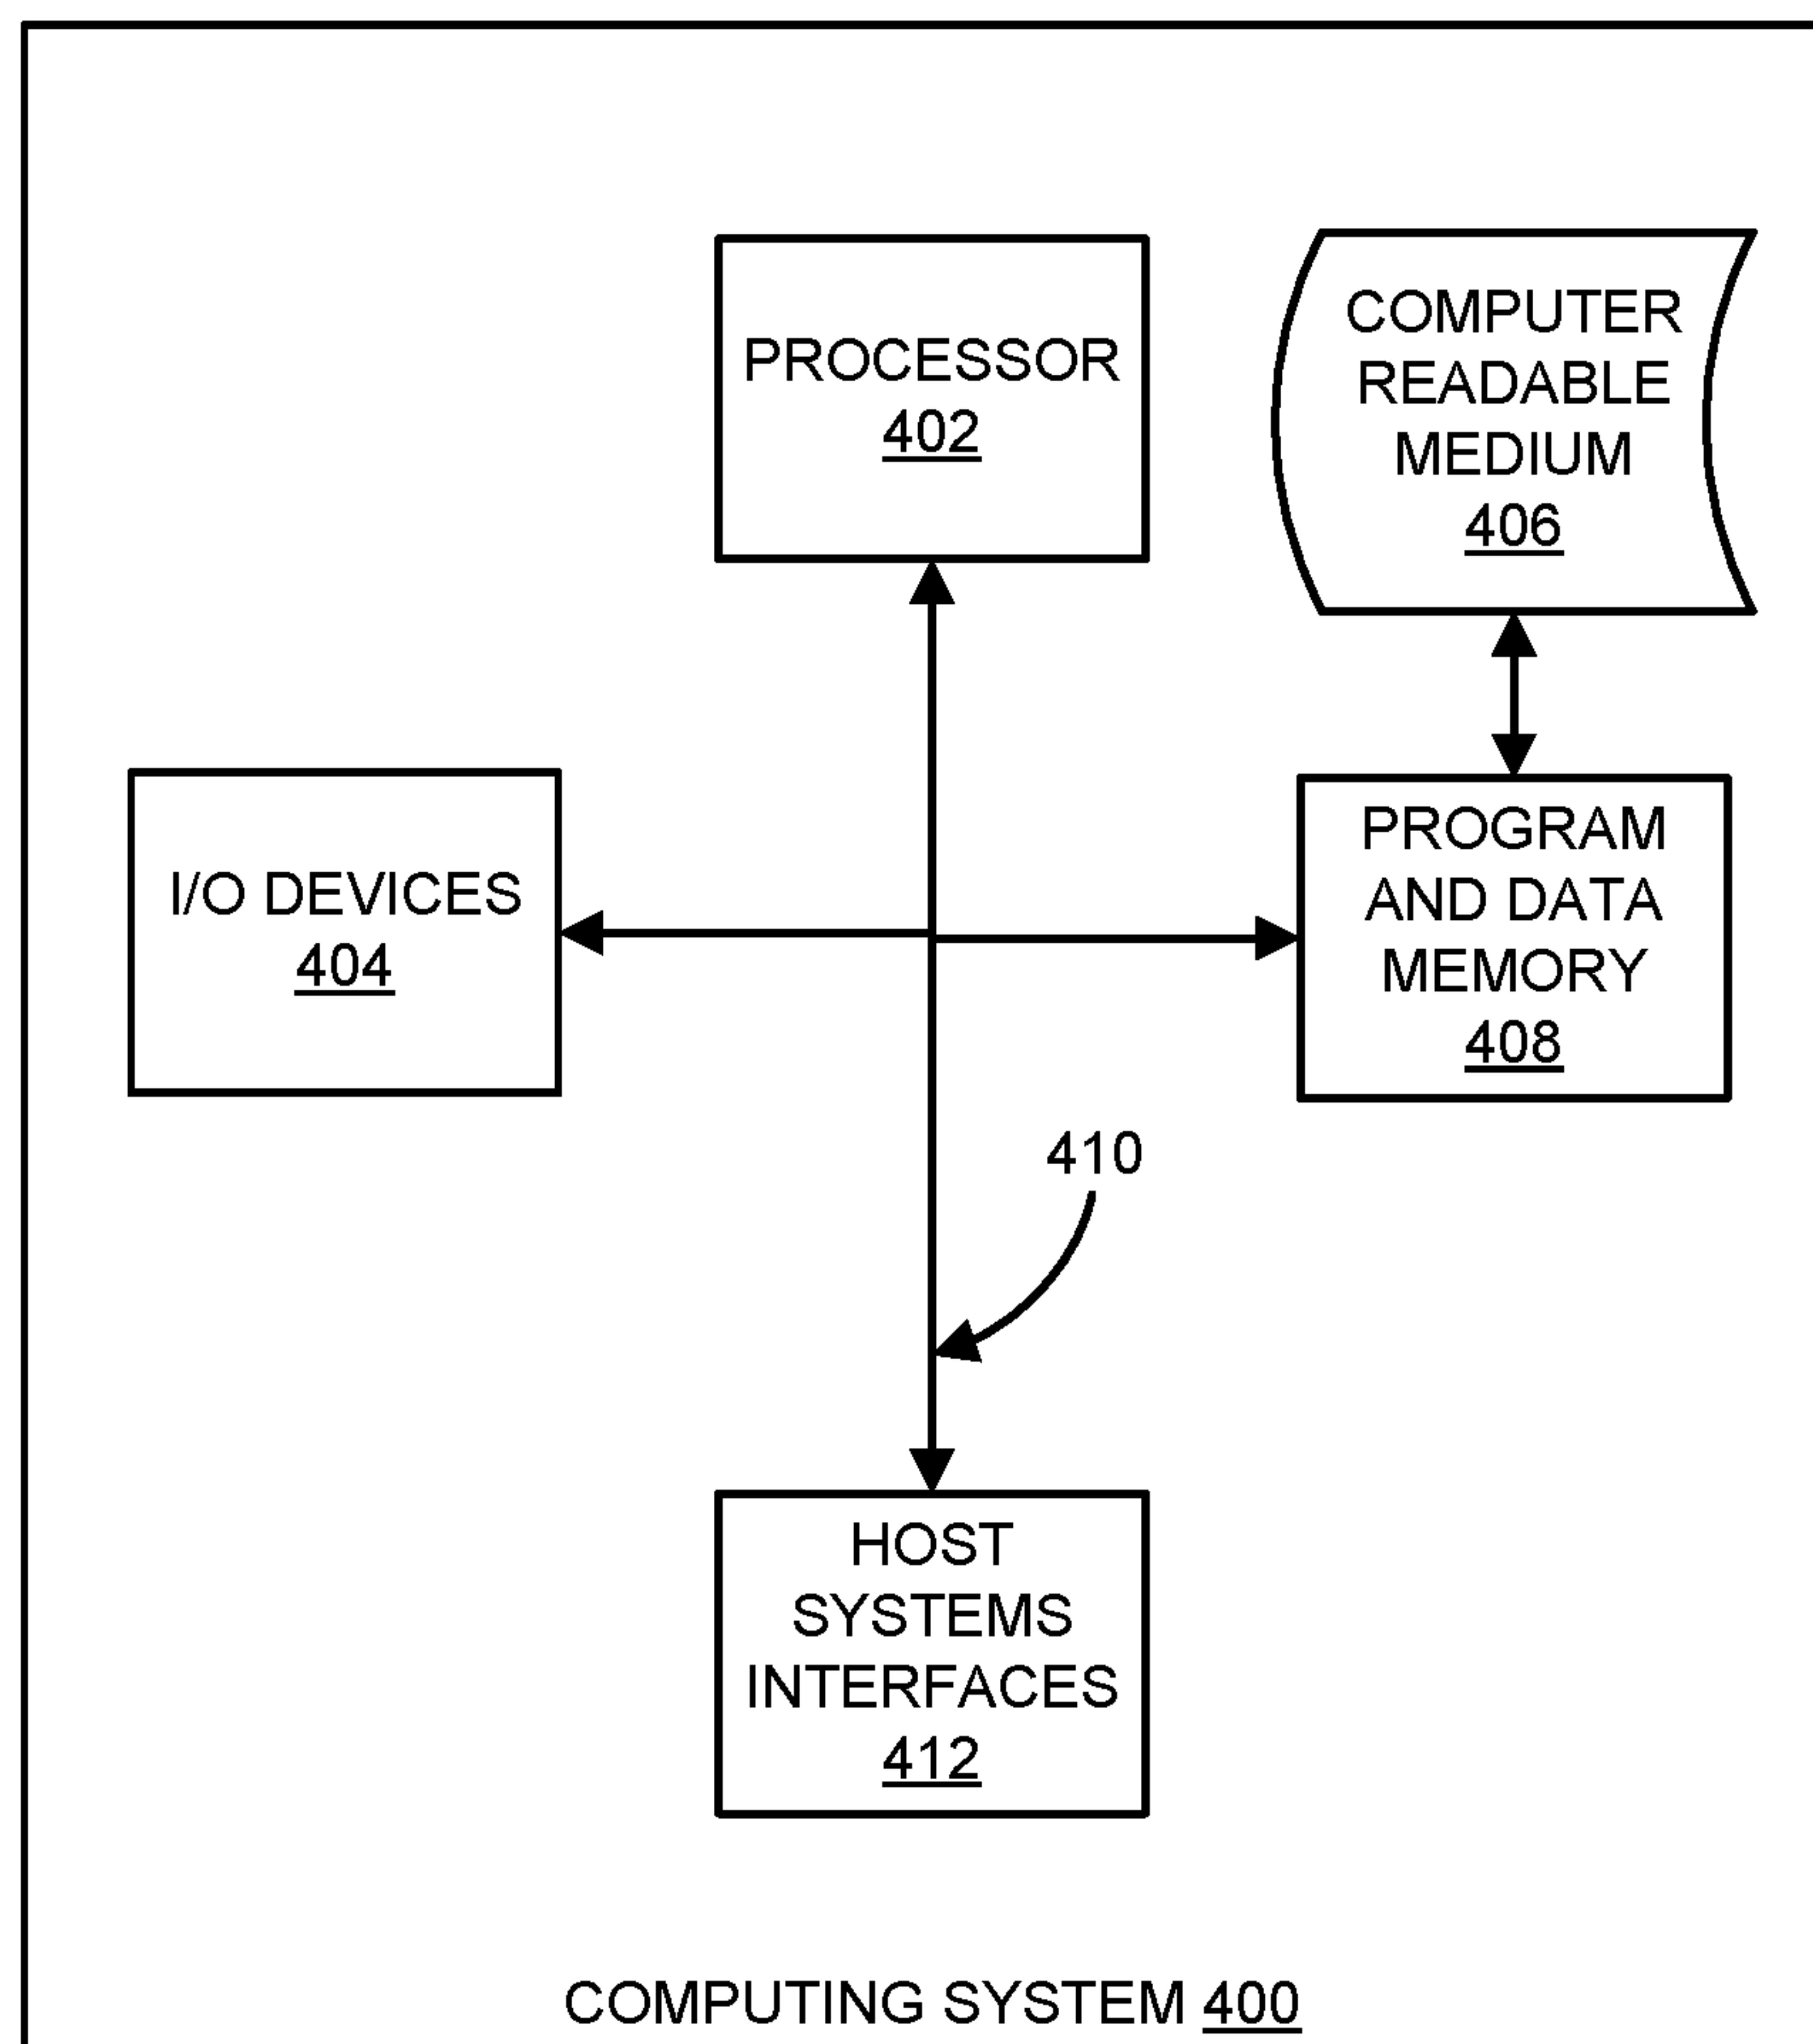 PROCESSOR
402
COMPUTER
READABLE
MEDIUM
406
I/O DEVICES
404
PROGRAM
AND DATA
MEMORY
408
410
HOST
SYSTEMS
INTERFACES
412
COMPUTING SYSTEM 400